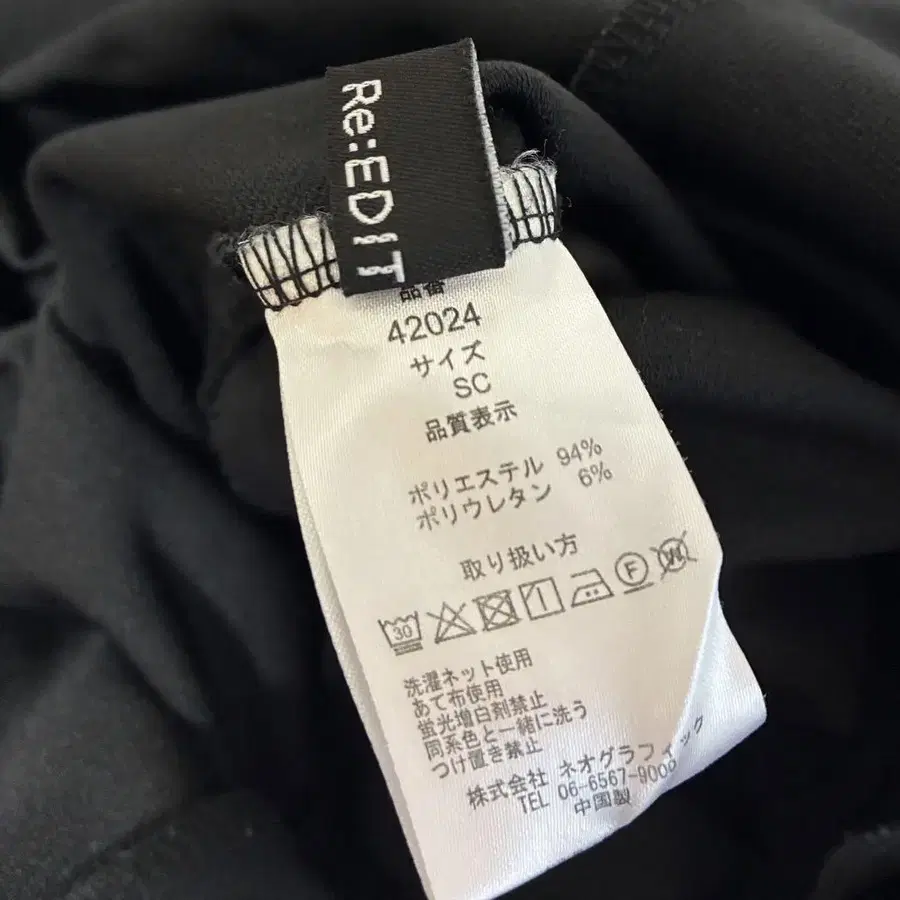 Re:EDIT
品番
42024
サイズ
SC
品質表示
ポリエステル 94%
ポリウレタン 6%
取り扱い方
30 F W
洗濯ネット使用
あて布使用
蛍光増白剤禁止
同系色と一緒に洗う
つけ置き禁止
株式会社 ネオグラフィック
TEL 06-6567-9009
中国製